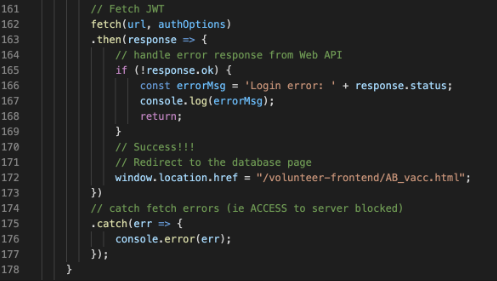 161 // Fetch JWT
162 fetch(url, authOptions)
163 .then(response => {
164 // handle error response from Web API
165 if (!response.ok) {
166 const errorMsg = 'Login error: ' + response.status;
167 console.log(errorMsg);
168 return;
169 }
170 // Success!!!
171 // Redirect to the database page
172 window.location.href = "/volunteer-frontend/AB_vacc.html";
173 })
174 // catch fetch errors (ie ACCESS to server blocked)
175 .catch(err => {
176 console.error(err);
177 });
178 }